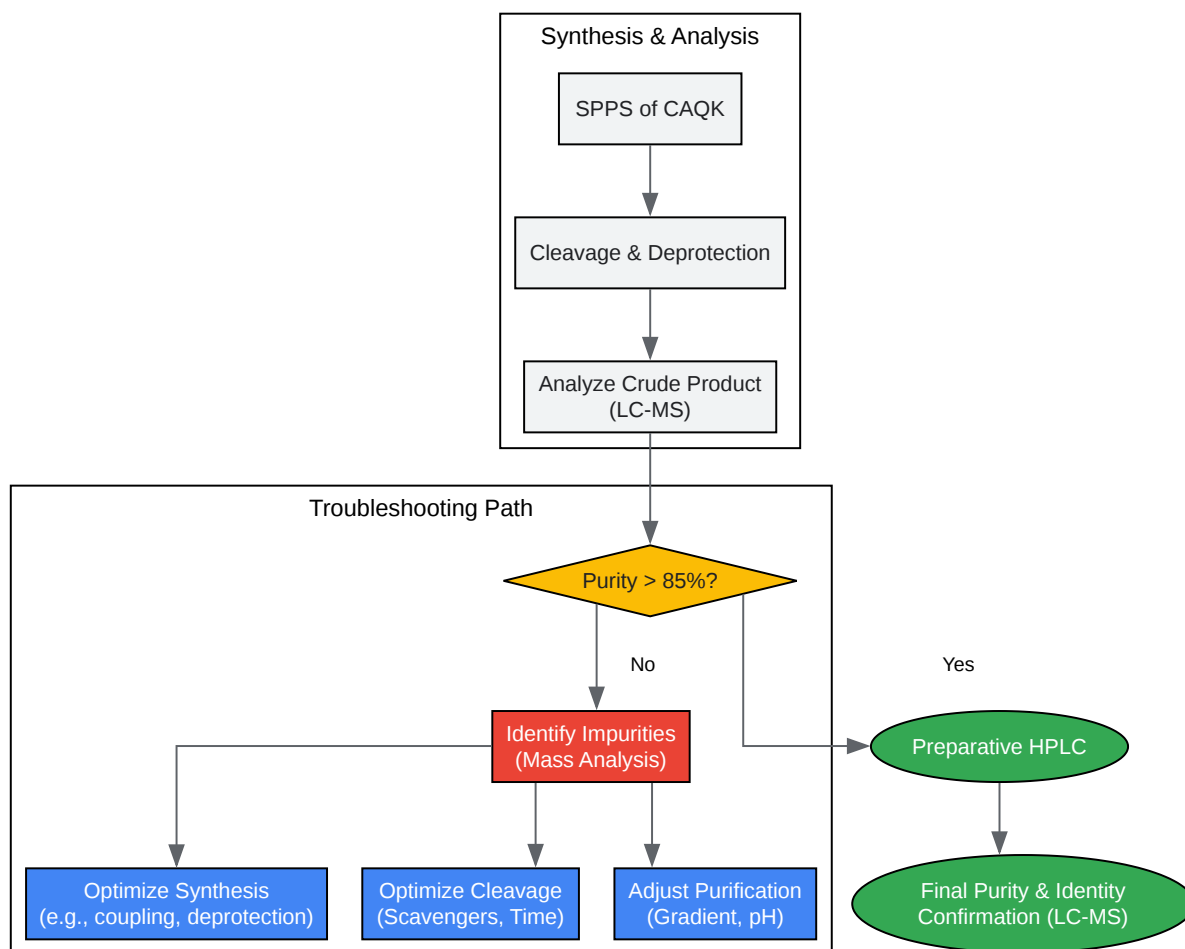 Synthesis & Analysis
SPPS of CAQK
Cleavage & Deprotection
Analyze Crude Product
(LC-MS)
Troubleshooting Path
Purity > 85%?
No
Yes
Identify Impurities
(Mass Analysis)
Preparative HPLC
Optimize Synthesis
(e.g., coupling, deprotection)
Optimize Cleavage
(Scavengers, Time)
Adjust Purification
(Gradient, pH)
Final Purity & Identity
Confirmation (LC-MS)